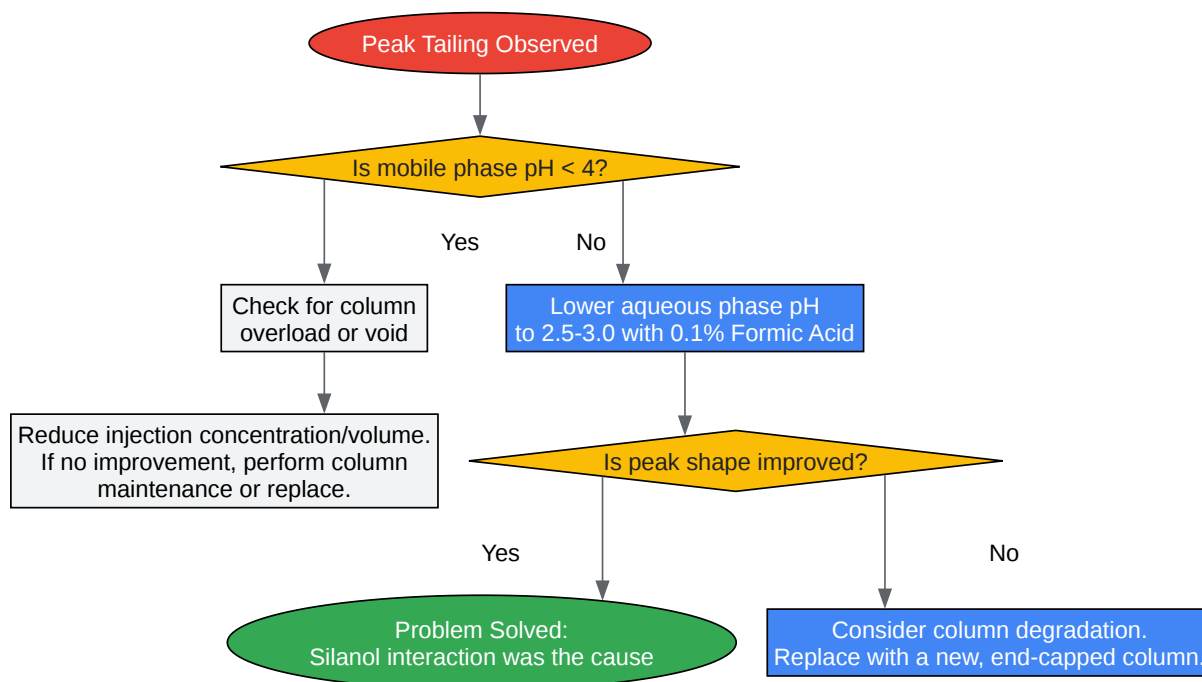 Peak Tailing Observed
Is mobile phase pH < 4?
Yes
No
Check for column
overload or void
Lower aqueous phase pH
to 2.5-3.0 with 0.1% Formic Acid
Reduce injection concentration/volume.
If no improvement, perform column
maintenance or replace.
Is peak shape improved?
Yes
No
Problem Solved:
Silanol interaction was the cause
Consider column degradation.
Replace with a new, end-capped column.